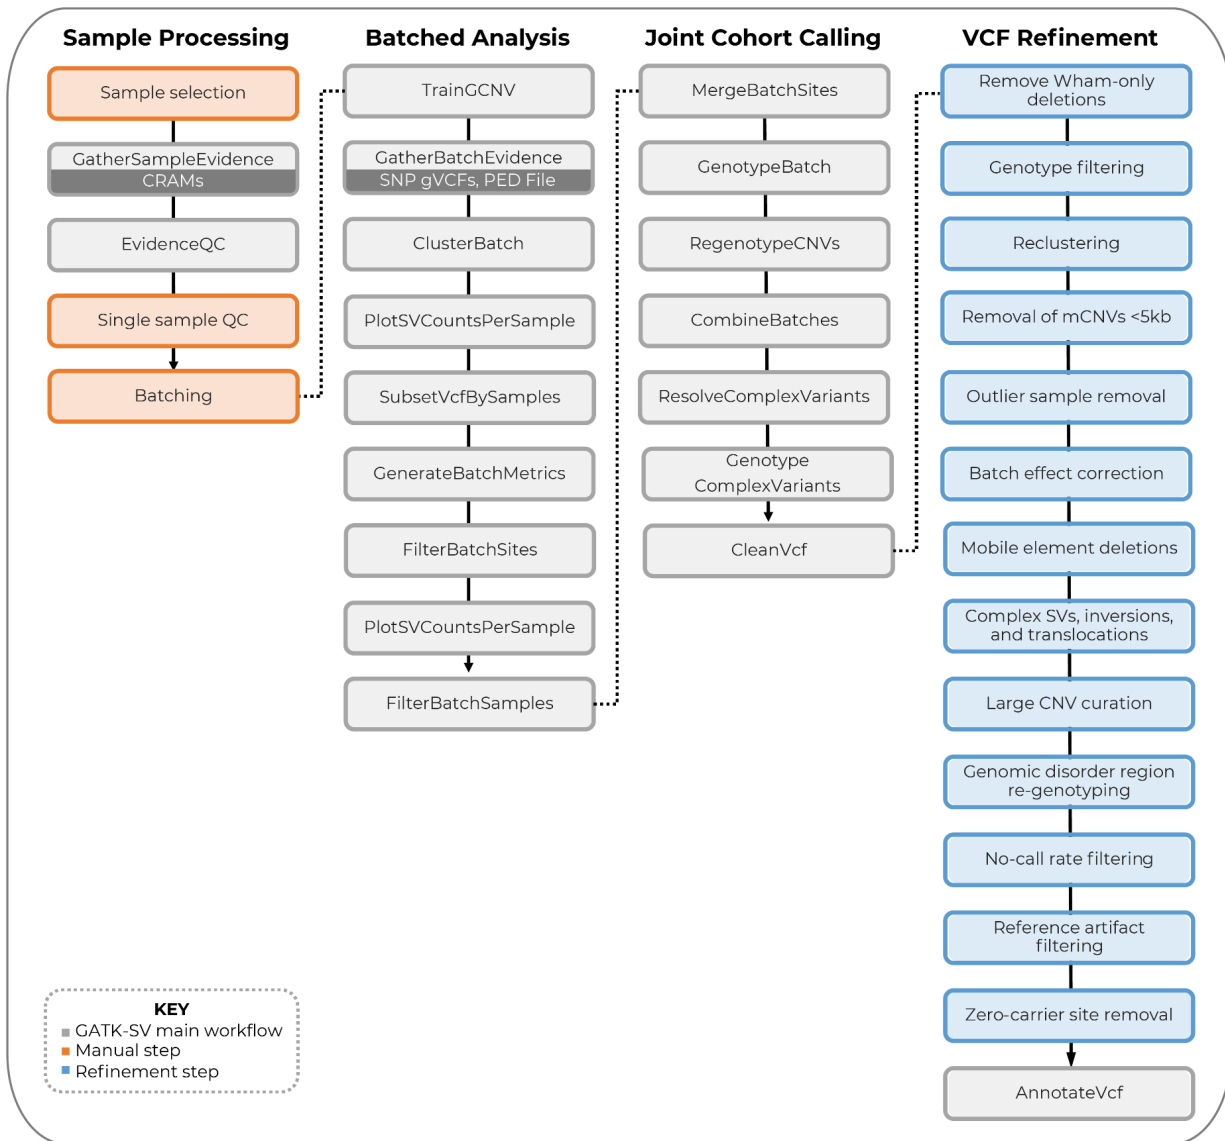 Sample Processing
Sample selection
GatherSampleEvidence
CRAMs
EvidenceQC
Single sample QC
Batching
Batched Analysis
TrainGCNV
GatherBatchEvidence
SNP gVCFs, PED File
ClusterBatch
PlotSVCountsPerSample
SubsetVcfBySamples
GenerateBatchMetrics
FilterBatchSites
PlotSVCountsPerSample
FilterBatchSamples
Joint Cohort Calling
MergeBatchSites
GenotypeBatch
RegenotypeCNVs
CombineBatches
ResolveComplexVariants
Genotype
ComplexVariants
CleanVcf
VCF Refinement
Remove Wham-only
deletions
Genotype filtering
Reclustering
Removal of mCNVs <5kb
Outlier sample removal
Batch effect correction
Mobile element deletions
Complex SVs, inversions,
and translocations
Large CNV curation
Genomic disorder region
re-genotyping
No-call rate filtering
Reference artifact
filtering
Zero-carrier site removal
AnnotateVcf
KEY
GATK-SV main workflow
Manual step
Refinement step